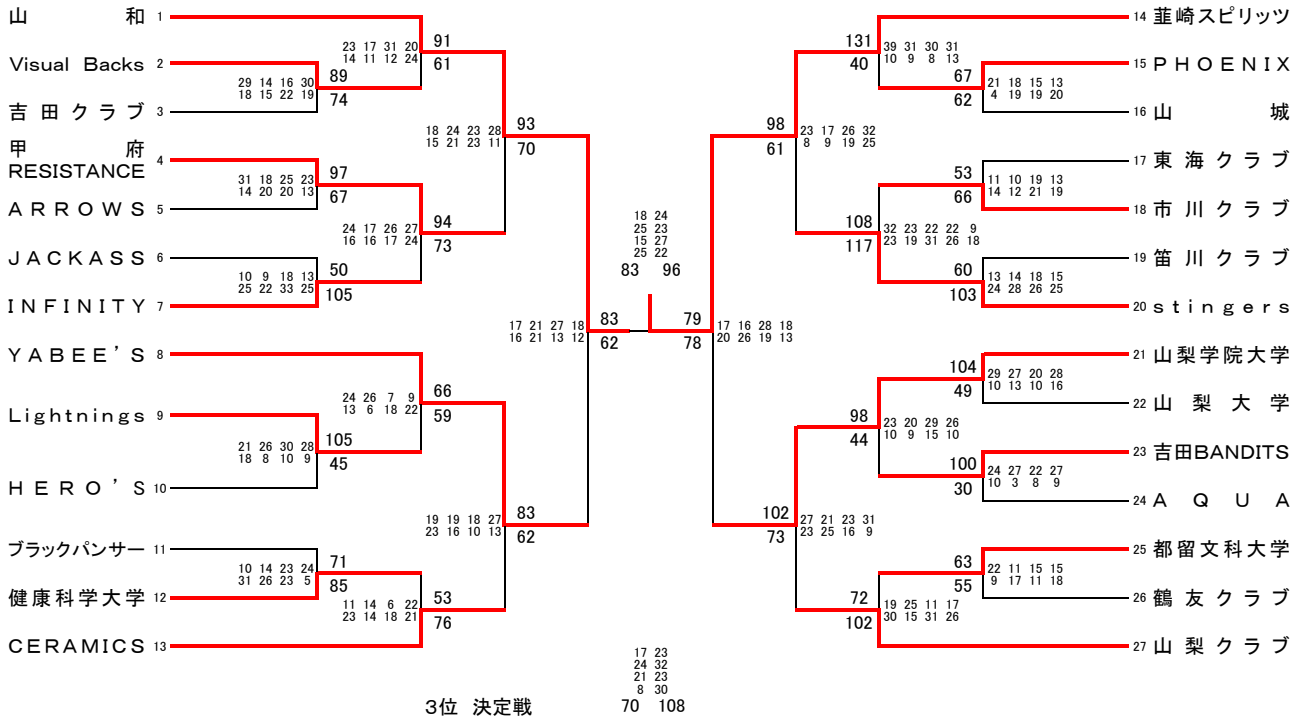 山和 1
Visual Backs 2
吉田クラブ 3
甲府
RESISTANCE 4
ARROWS 5
JACKASS 6
INFINITY 7
YABEE'S 8
Lightnings 9
HERO'S 10
ブラックパンサー 11
健康科学大学 12
CERAMICS 13
29 14 16 30
18 15 22 19
89
74
31 18 25 23
14 20 20 13
97
67
10 9 18 13
25 22 33 25
50
105
21 26 30 28
18 8 10 9
105
45
10 14 23 24
31 26 23 5
71
85
23 17 31 20
14 11 12 24
91
61
24 17 26 27
16 16 17 24
94
73
24 26 7 9
13 6 18 22
66
59
11 14 6 22
23 14 18 21
53
76
18 24 23 28
15 21 23 11
93
70
19 19 18 27
23 16 10 13
83
62
17 21 27 18
16 21 13 12
83
62
18 24
25 23
15 27
25 22
83 96
79
78
17 16 28 18
20 26 19 13
98
61
23 17 26 32
8 9 19 25
102
73
27 21 23 31
23 25 16 9
131
40
39 31 30 31
10 9 8 13
108
117
32 23 22 22 9
23 19 31 26 18
98
44
23 20 29 26
10 9 15 10
72
102
19 25 11 17
30 15 31 26
67
62
21 18 15 13
4 19 19 20
53
66
11 10 19 13
14 12 21 19
60
103
13 14 18 15
24 28 26 25
104
49
29 27 20 28
10 13 10 16
100
30
24 27 22 27
10 3 8 9
63
55
22 11 15 15
9 17 11 18
14 韮崎スピリッツ
15 PHOENIX
16 山城
17 東海クラブ
18 市川クラブ
19 笛川クラブ
20 stingers
21 山梨学院大学
22 山梨大学
23 吉田BANDITS
24 AQUA
25 都留文科大学
26 鶴友クラブ
27 山梨クラブ
3位 決定戦
17 23
24 32
21 23
8 30
70 108